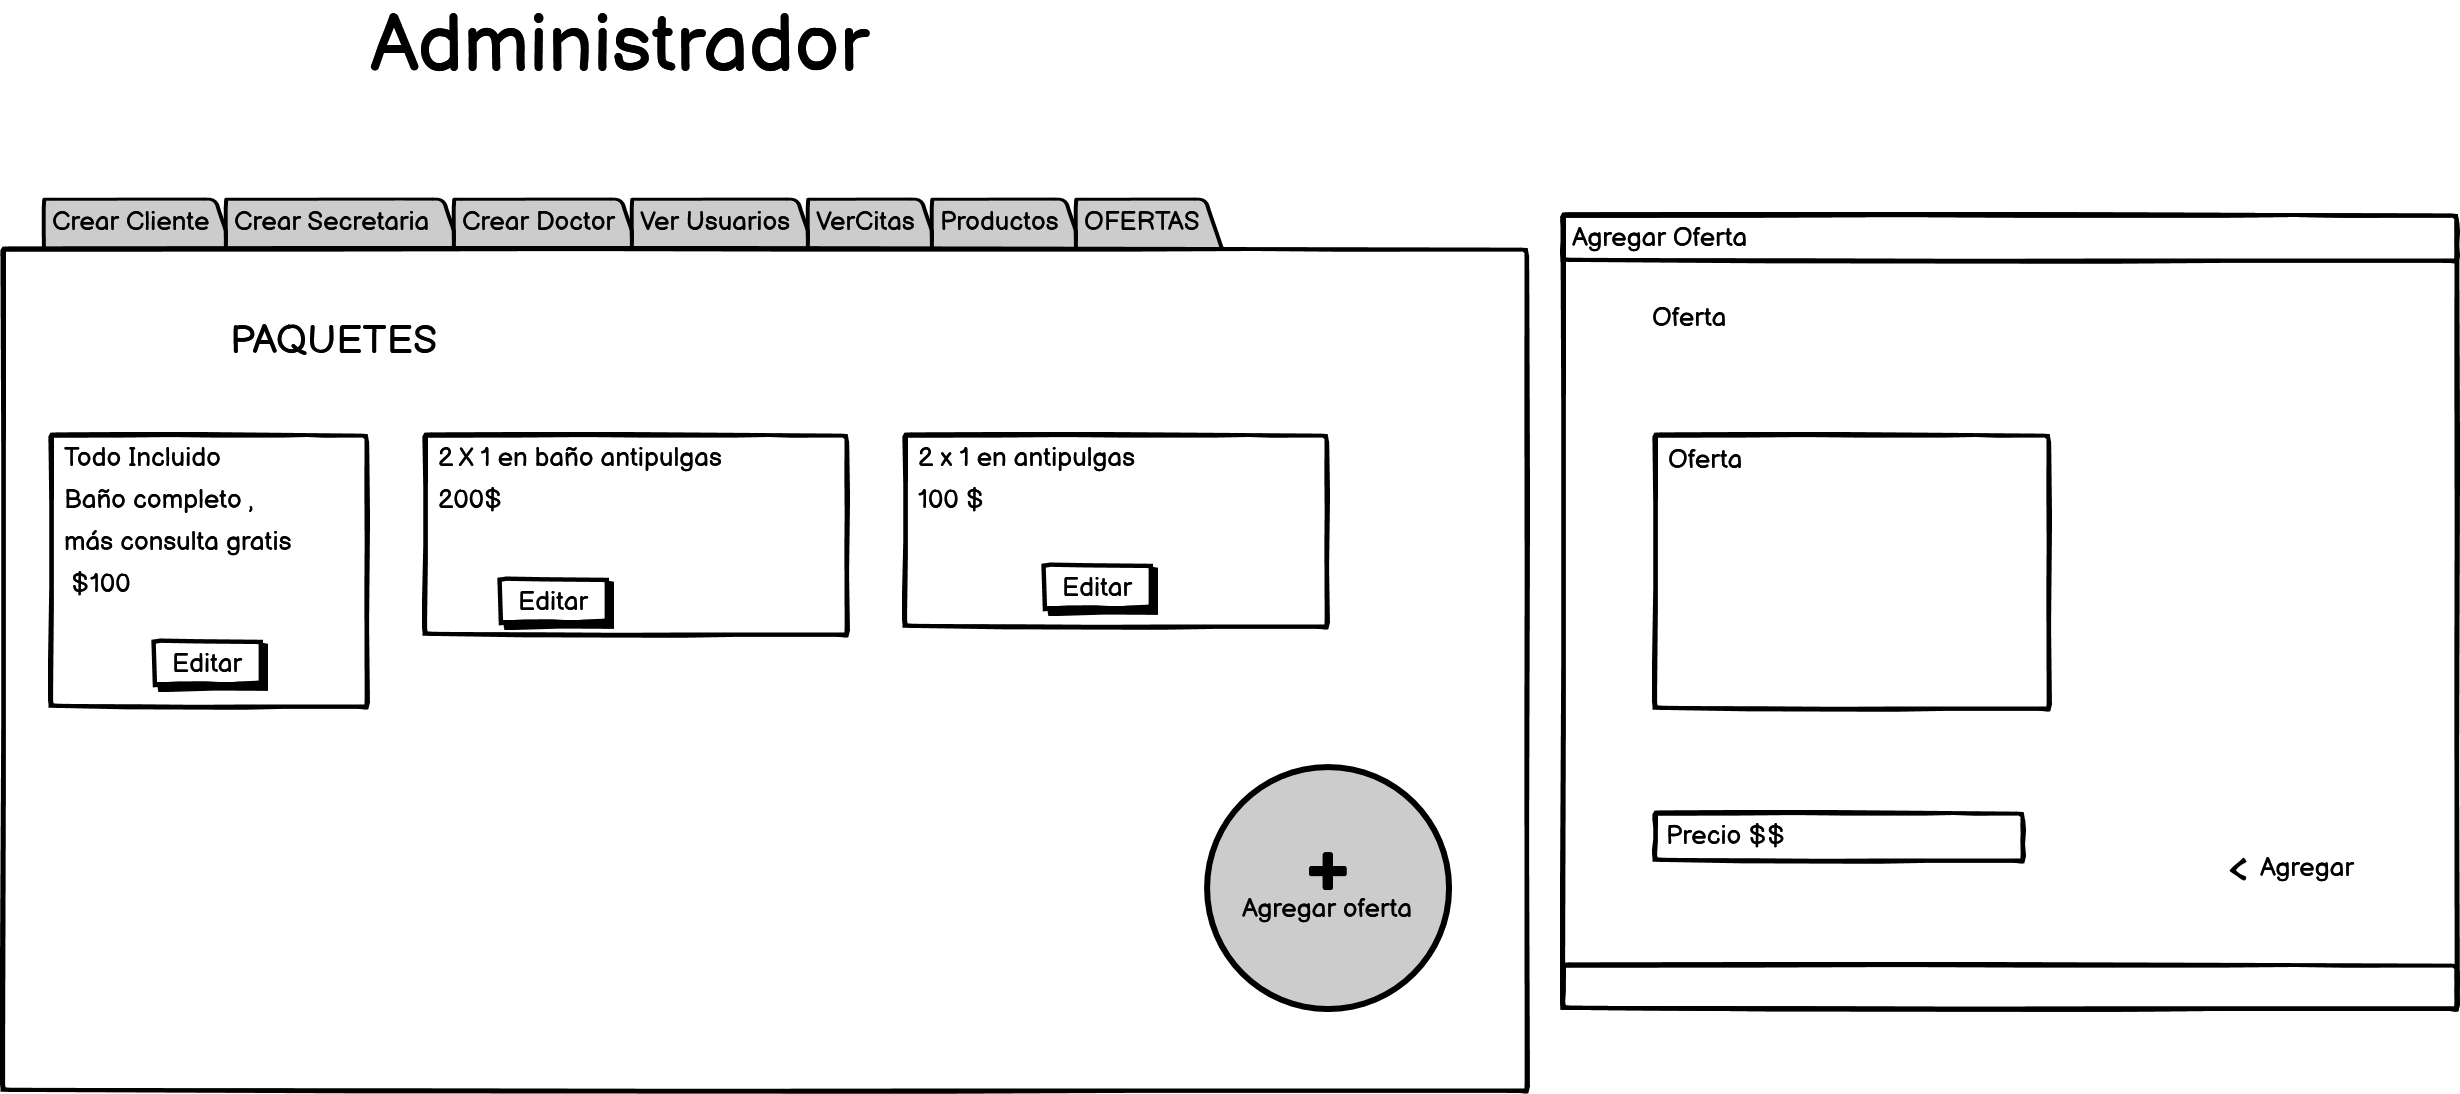 Administrador
Crear Cliente
Crear Secretaria
Crear Doctor
Ver Usuarios
VerCitas
Productos
OFERTAS
PAQUETES
Todo Incluido
Baño completo ,
más consulta gratis
$100
Editar
2 X 1 en baño antipulgas
200$
Editar
2 x 1 en antipulgas
100 $
Editar
Agregar oferta
Agregar Oferta
Oferta
Oferta
Precio $$
Agregar